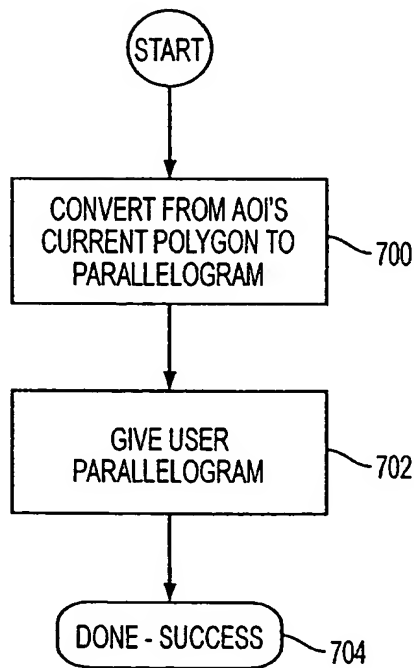 START
CONVERT FROM AOI'S
CURRENT POLYGON TO
PARALLELOGRAM
700
GIVE USER
PARALLELOGRAM
702
DONE - SUCCESS
704